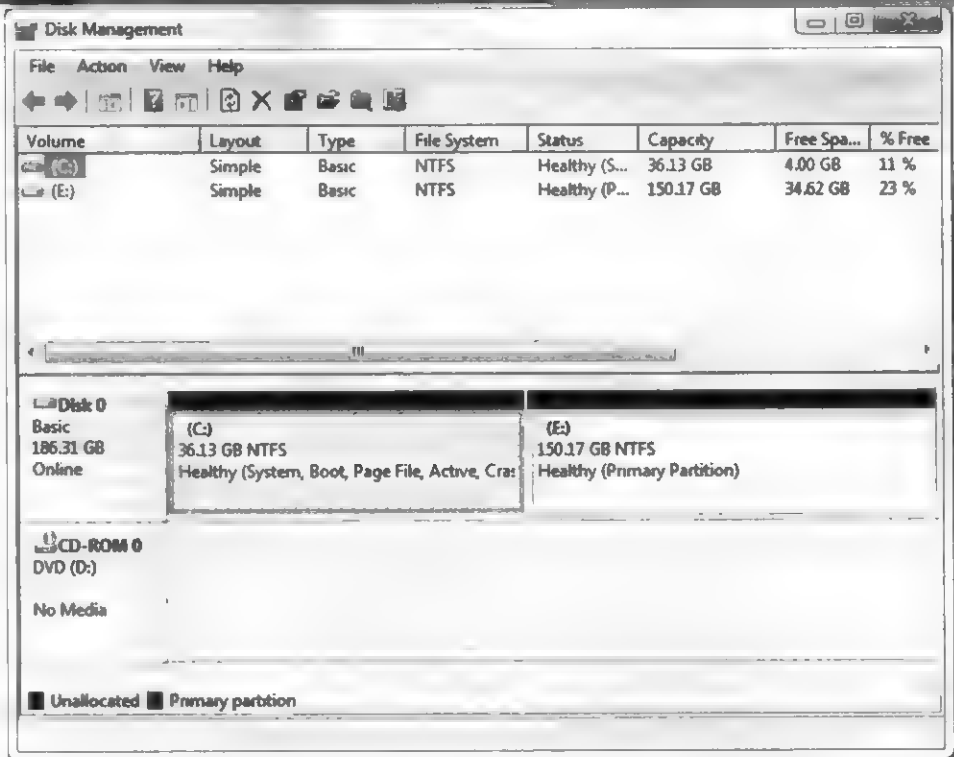 Disk Management
File Action View Help
Volume Layout Type File System Status Capacity Free Spa... % Free
(C:) Simple Basic NTFS Healthy (S... 36.13 GB 4.00 GB 11 %
(E:) Simple Basic NTFS Healthy (P... 150.17 GB 34.62 GB 23 %
Disk 0
Basic
186.31 GB
Online
(C:)
36.13 GB NTFS
Healthy (System, Boot, Page File, Active, Cras
(E:)
150.17 GB NTFS
Healthy (Primary Partition)
CD-ROM 0
DVD (D:)
No Media
Unallocated Primary partition